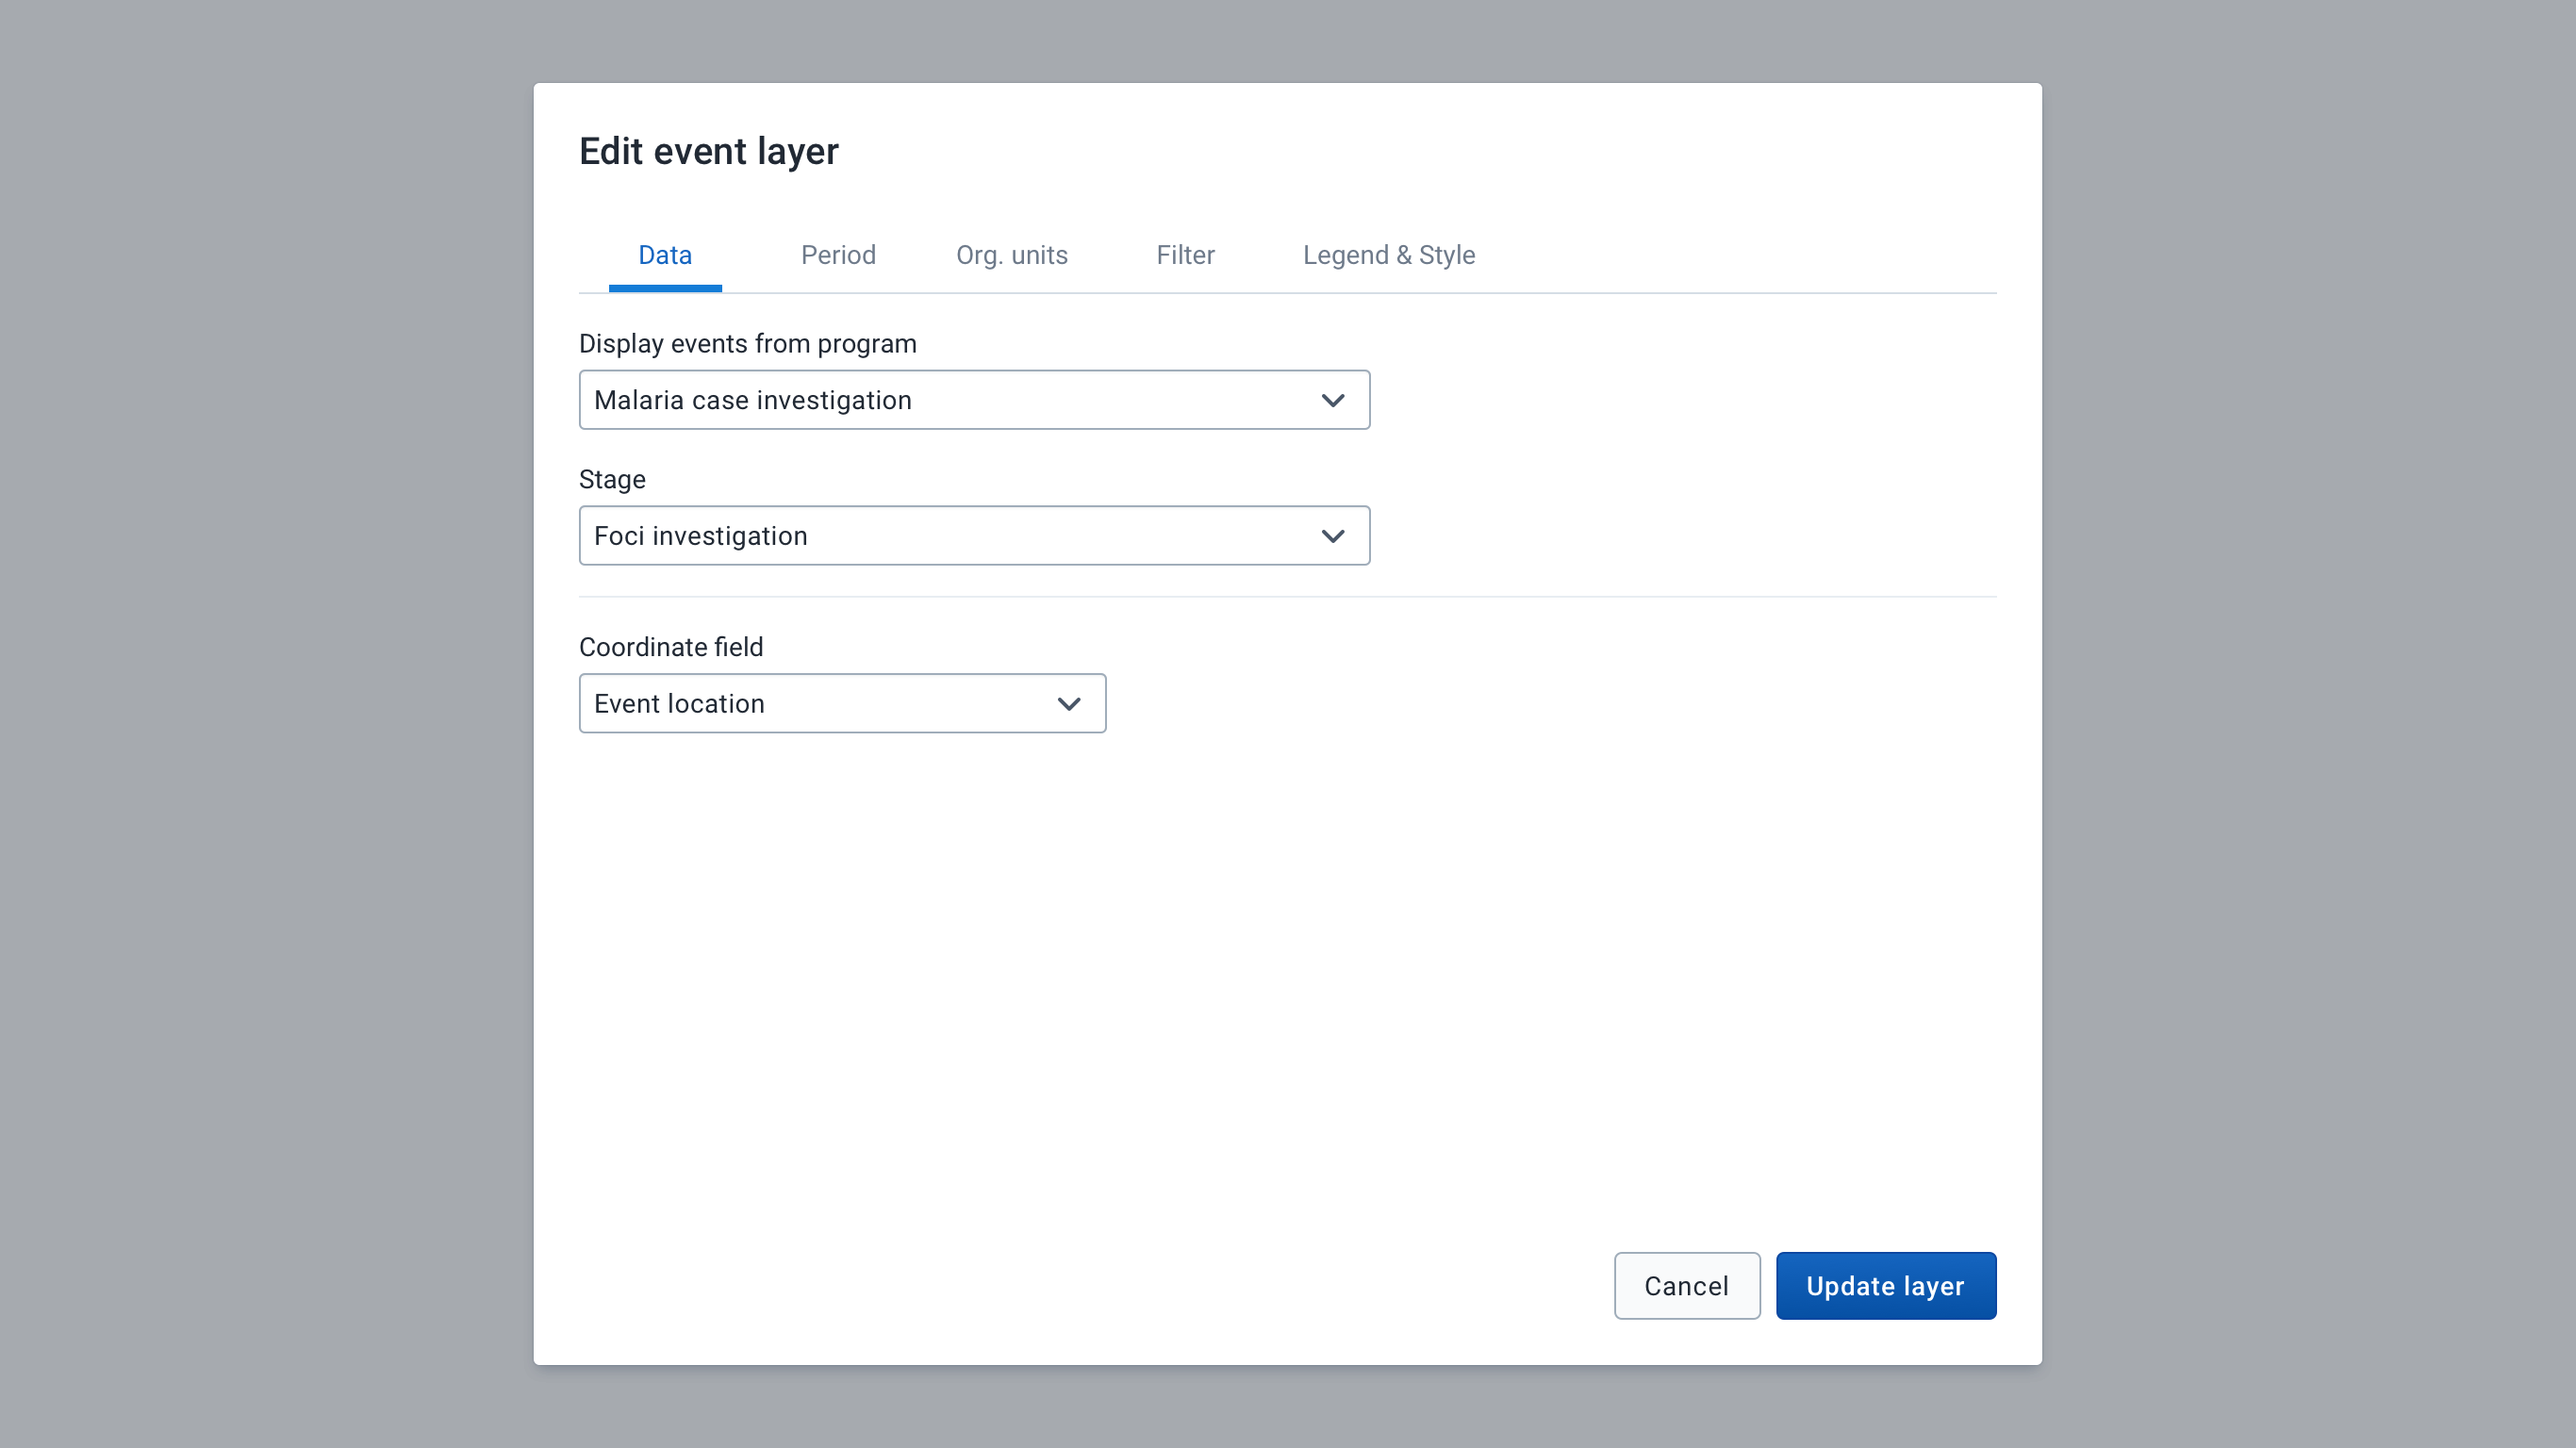 Edit event layer
Data Period Org. units Filter Legend & Style
Display events from program
Malaria case investigation
Stage
Foci investigation
Coordinate field
Event location
Cancel Update layer